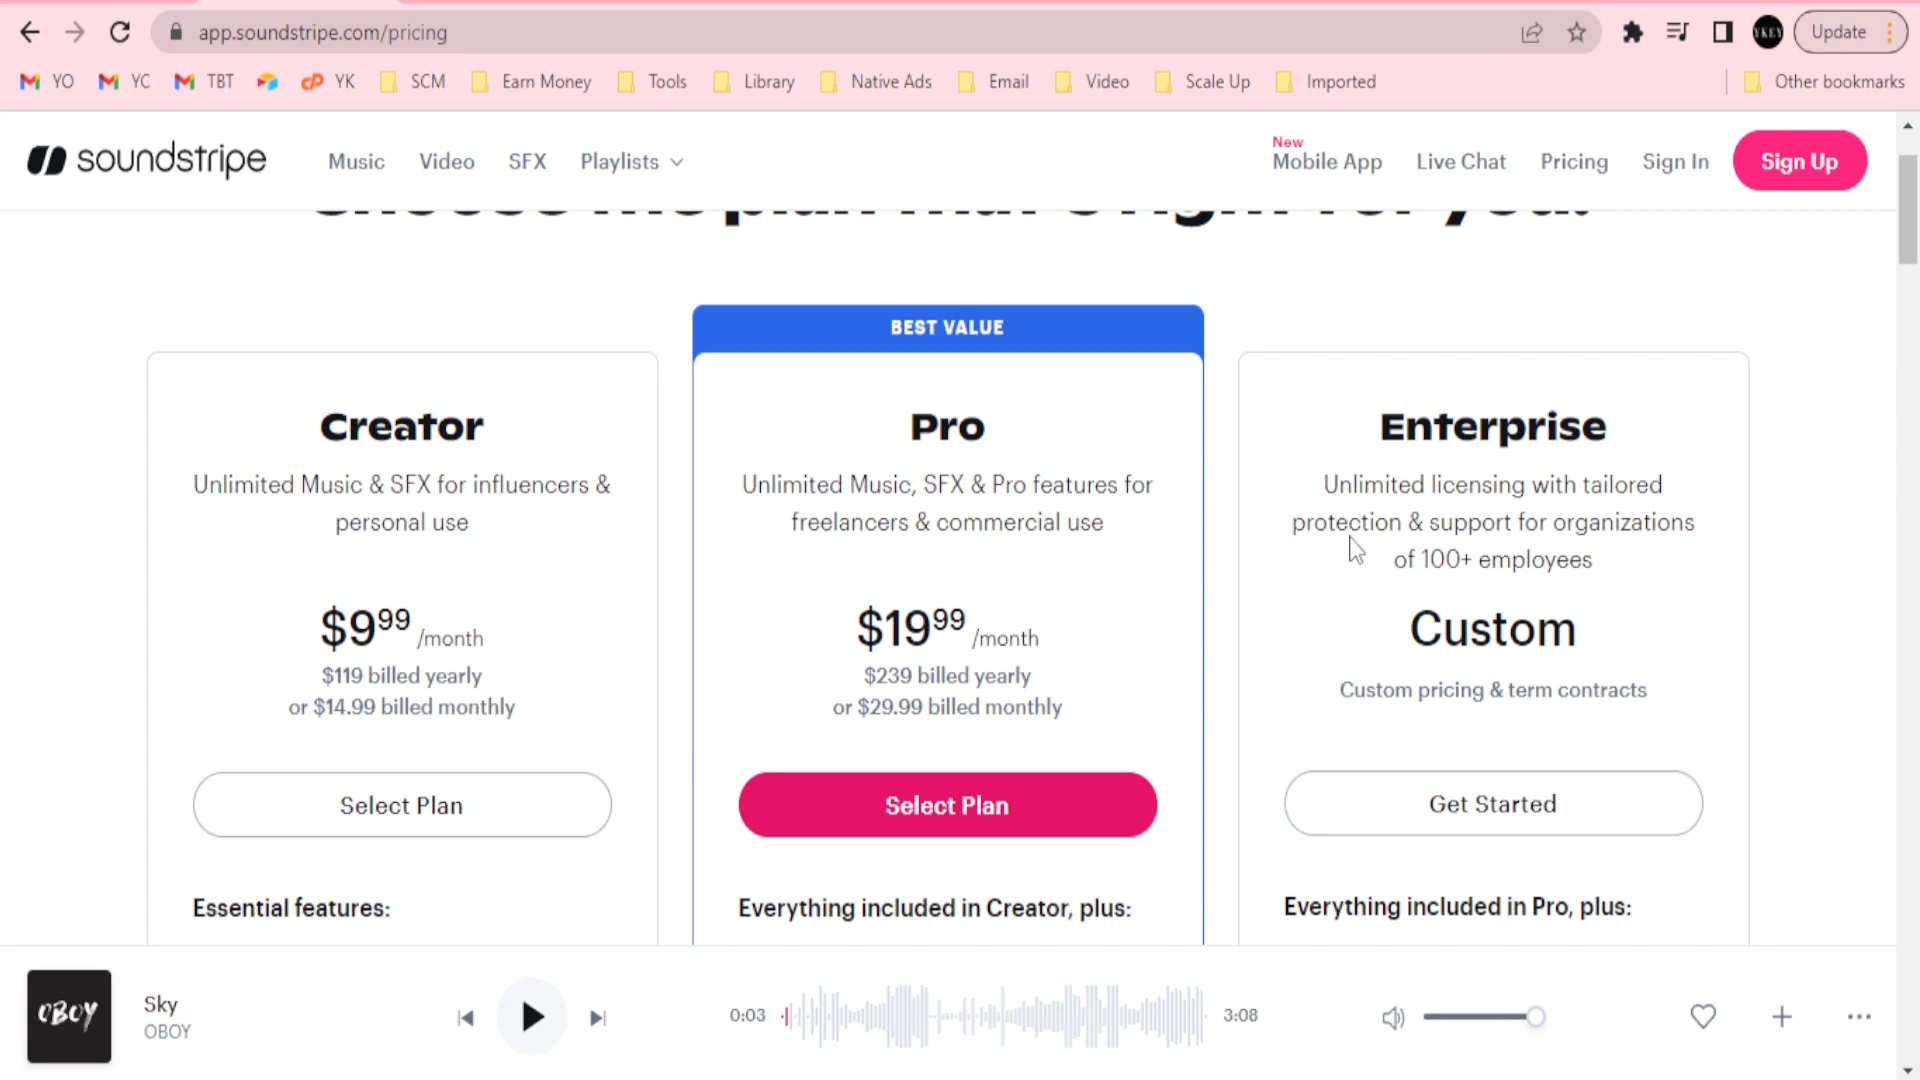 app.soundstripe.com/pricing
Update
YO YC TBT YK SCM Earn Money Tools Library Native Ads Email Video Scale Up Imported Other bookmarks
soundstripe Music Video SFX Playlists New Mobile App Live Chat Pricing Sign In Sign Up
BEST VALUE
Creator
Unlimited Music & SFX for influencers &
personal use
$9⁹⁹ /month
$119 billed yearly
or $14.99 billed monthly
Select Plan
Essential features:
Pro
Unlimited Music, SFX & Pro features for
freelancers & commercial use
$19⁹⁹ /month
$239 billed yearly
or $29.99 billed monthly
Select Plan
Everything included in Creator, plus:
Enterprise
Unlimited licensing with tailored
protection & support for organizations
of 100+ employees
Custom
Custom pricing & term contracts
Get Started
Everything included in Pro, plus:
OBOY
Sky
OBOY
0:03
3:08